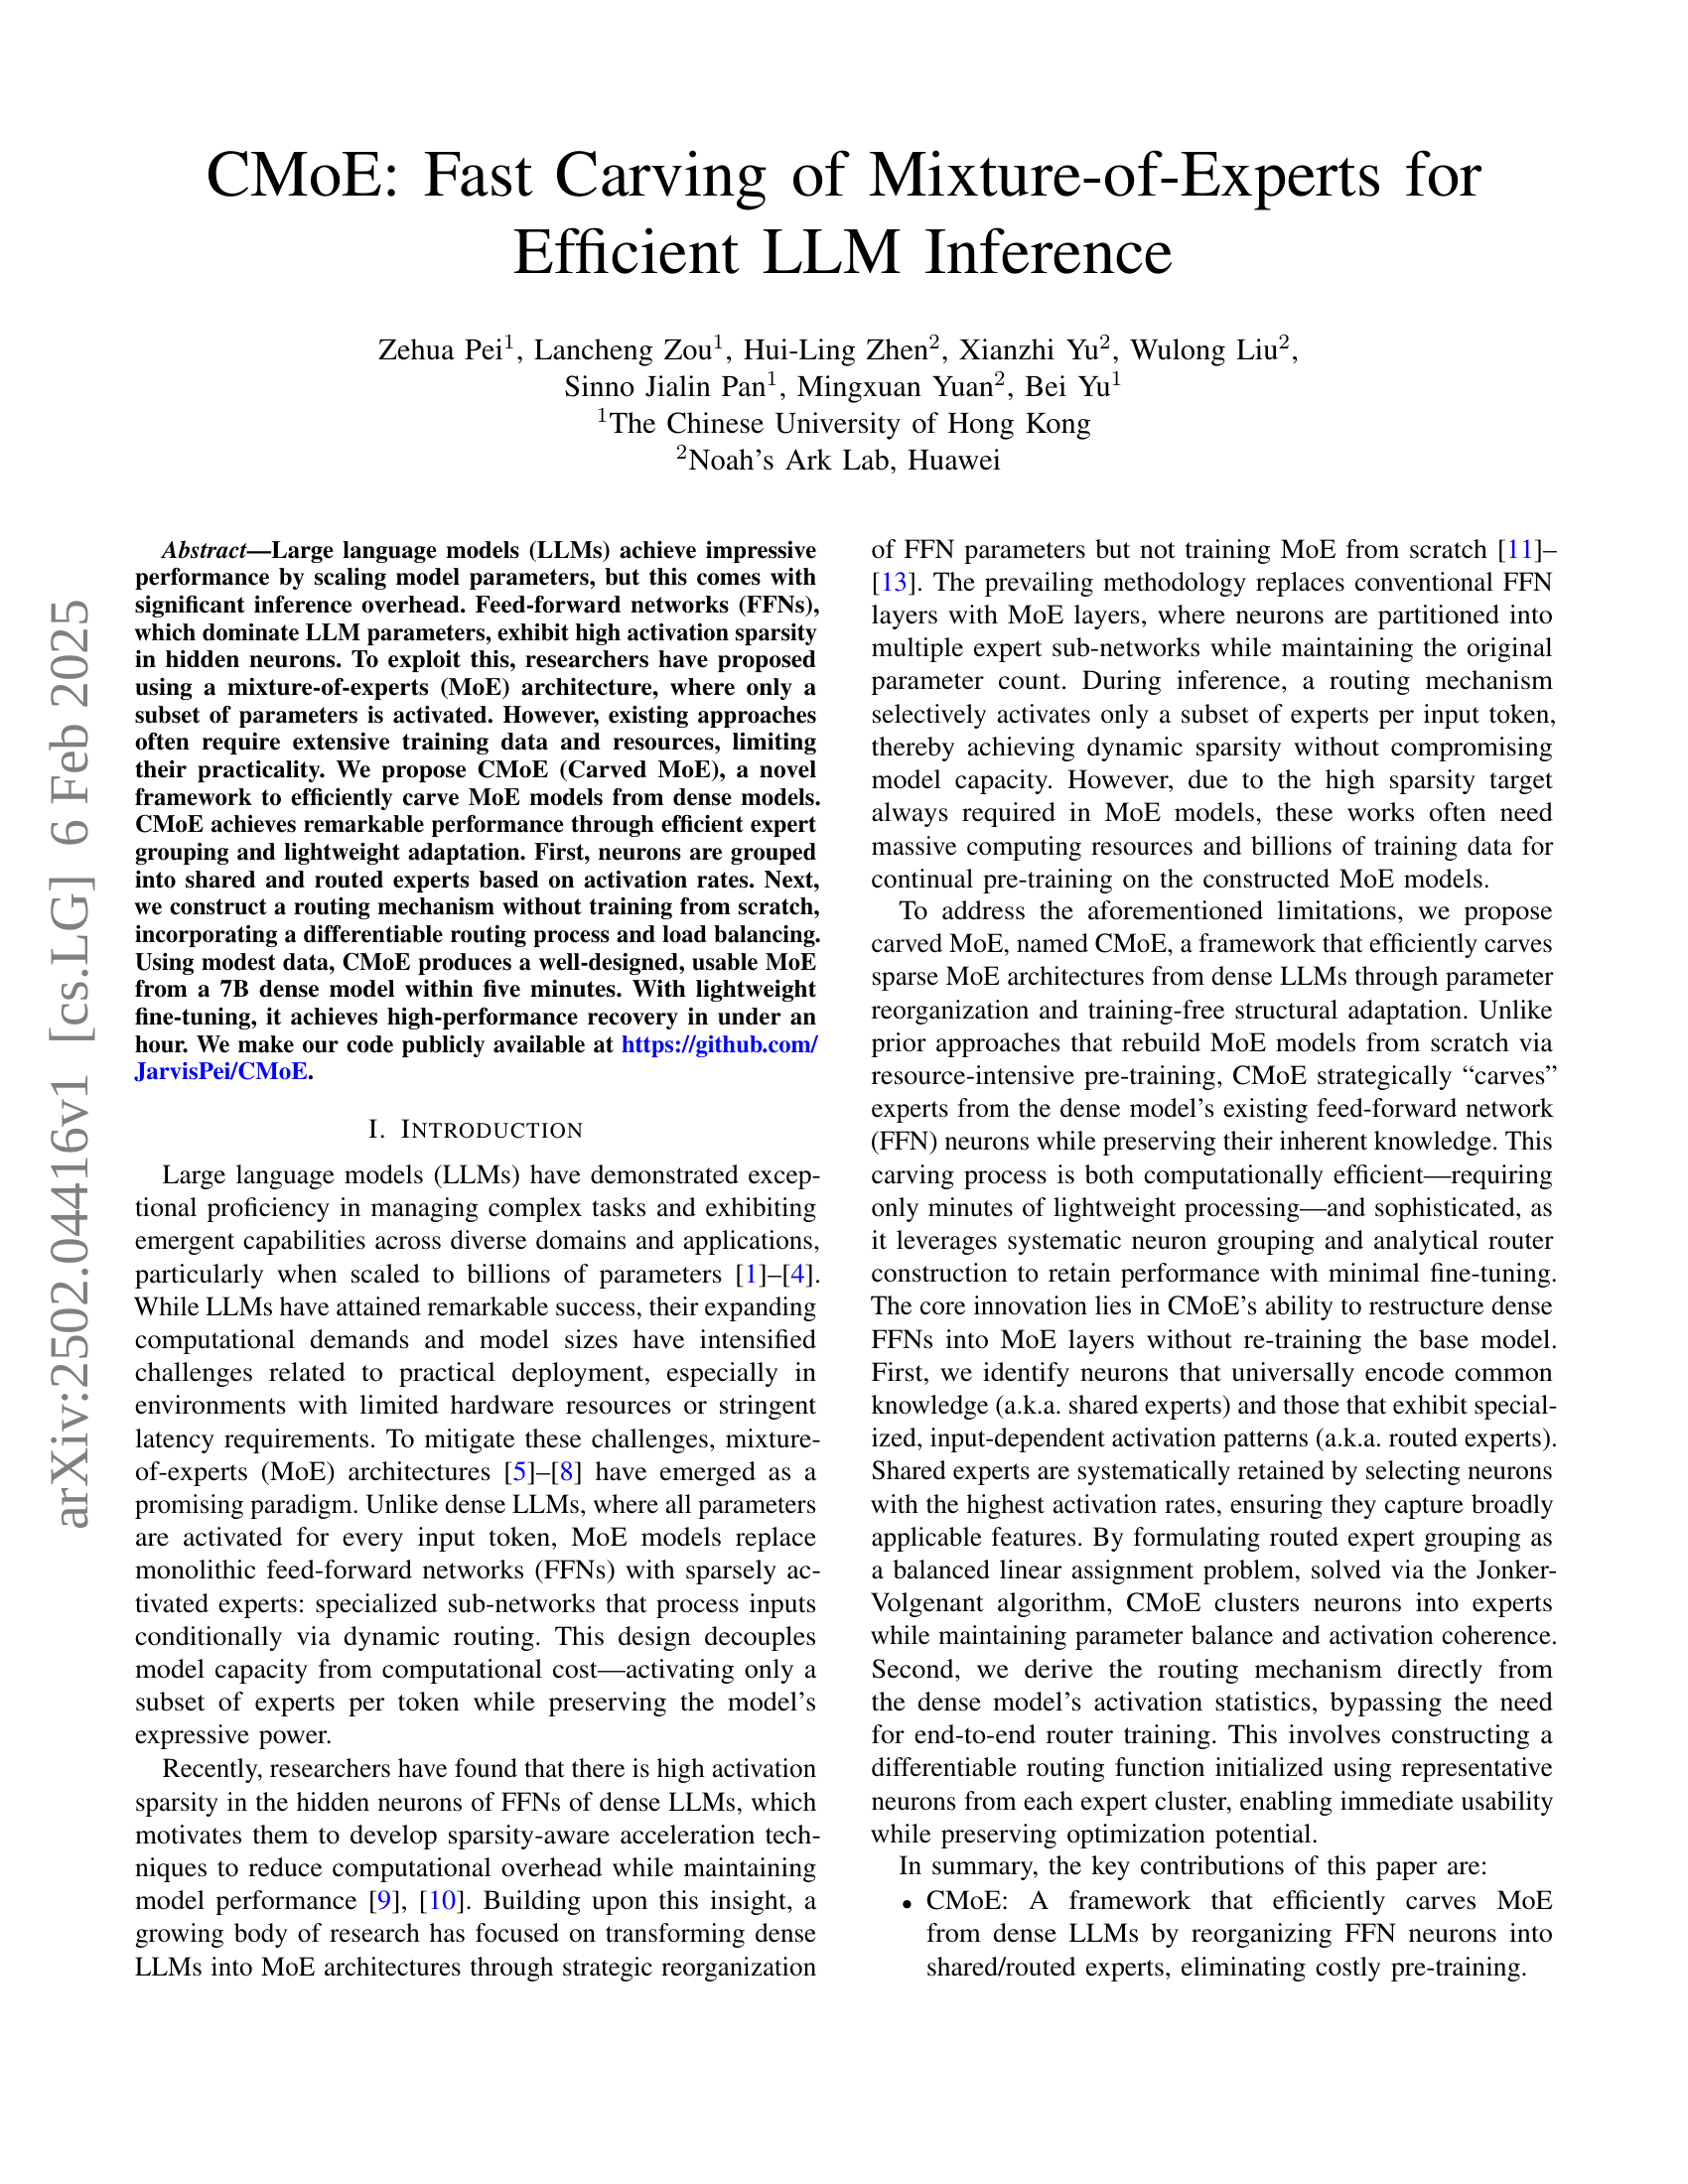 CMoE: Fast Carving of Mixture-of-Experts for
Efficient LLM Inference
Zehua Pei1, Lancheng Zou1, Hui-Ling Zhen2, Xianzhi Yu2, Wulong Liu2,
Sinno Jialin Pan1, Mingxuan Yuan2, Bei Yu1
1The Chinese University of Hong Kong
2Noah's Ark Lab, Huawei
arXiv:2502.04416v1 [cs.LG] 6 Feb 2025
Abstract—Large language models (LLMs) achieve impressive
performance by scaling model parameters, but this comes with
significant inference overhead. Feed-forward networks (FFNs),
which dominate LLM parameters, exhibit high activation sparsity
in hidden neurons. To exploit this, researchers have proposed
using a mixture-of-experts (MoE) architecture, where only a
subset of parameters is activated. However, existing approaches
often require extensive training data and resources, limiting
their practicality. We propose CMoE (Carved MoE), a novel
framework to efficiently carve MoE models from dense models.
CMoE achieves remarkable performance through efficient expert
grouping and lightweight adaptation. First, neurons are grouped
into shared and routed experts based on activation rates. Next,
we construct a routing mechanism without training from scratch,
incorporating a differentiable routing process and load balancing.
Using modest data, CMoE produces a well-designed, usable MoE
from a 7B dense model within five minutes. With lightweight
fine-tuning, it achieves high-performance recovery in under an
hour. We make our code publicly available at https://github.com/
JarvisPei/CMoE.
I. INTRODUCTION
Large language models (LLMs) have demonstrated excep-
tional proficiency in managing complex tasks and exhibiting
emergent capabilities across diverse domains and applications,
particularly when scaled to billions of parameters [1]–[4].
While LLMs have attained remarkable success, their expanding
computational demands and model sizes have intensified
challenges related to practical deployment, especially in
environments with limited hardware resources or stringent
latency requirements. To mitigate these challenges, mixture-
of-experts (MoE) architectures [5]–[8] have emerged as a
promising paradigm. Unlike dense LLMs, where all parameters
are activated for every input token, MoE models replace
monolithic feed-forward networks (FFNs) with sparsely ac-
tivated experts: specialized sub-networks that process inputs
conditionally via dynamic routing. This design decouples
model capacity from computational cost—activating only a
subset of experts per token while preserving the model's
expressive power.
Recently, researchers have found that there is high activation
sparsity in the hidden neurons of FFNs of dense LLMs, which
motivates them to develop sparsity-aware acceleration tech-
niques to reduce computational overhead while maintaining
model performance [9], [10]. Building upon this insight, a
growing body of research has focused on transforming dense
LLMs into MoE architectures through strategic reorganization
of FFN parameters but not training MoE from scratch [11]–
[13]. The prevailing methodology replaces conventional FFN
layers with MoE layers, where neurons are partitioned into
multiple expert sub-networks while maintaining the original
parameter count. During inference, a routing mechanism
selectively activates only a subset of experts per input token,
thereby achieving dynamic sparsity without compromising
model capacity. However, due to the high sparsity target
always required in MoE models, these works often need
massive computing resources and billions of training data for
continual pre-training on the constructed MoE models.
To address the aforementioned limitations, we propose
carved MoE, named CMoE, a framework that efficiently carves
sparse MoE architectures from dense LLMs through parameter
reorganization and training-free structural adaptation. Unlike
prior approaches that rebuild MoE models from scratch via
resource-intensive pre-training, CMoE strategically “carves”
experts from the dense model's existing feed-forward network
(FFN) neurons while preserving their inherent knowledge. This
carving process is both computationally efficient—requiring
only minutes of lightweight processing—and sophisticated, as
it leverages systematic neuron grouping and analytical router
construction to retain performance with minimal fine-tuning.
The core innovation lies in CMoE's ability to restructure dense
FFNs into MoE layers without re-training the base model.
First, we identify neurons that universally encode common
knowledge (a.k.a. shared experts) and those that exhibit special-
ized, input-dependent activation patterns (a.k.a. routed experts).
Shared experts are systematically retained by selecting neurons
with the highest activation rates, ensuring they capture broadly
applicable features. By formulating routed expert grouping as
a balanced linear assignment problem, solved via the Jonker-
Volgenant algorithm, CMoE clusters neurons into experts
while maintaining parameter balance and activation coherence.
Second, we derive the routing mechanism directly from
the dense model's activation statistics, bypassing the need
for end-to-end router training. This involves constructing a
differentiable routing function initialized using representative
neurons from each expert cluster, enabling immediate usability
while preserving optimization potential.
In summary, the key contributions of this paper are:
• CMoE: A framework that efficiently carves MoE
from dense LLMs by reorganizing FFN neurons into
shared/routed experts, eliminating costly pre-training.